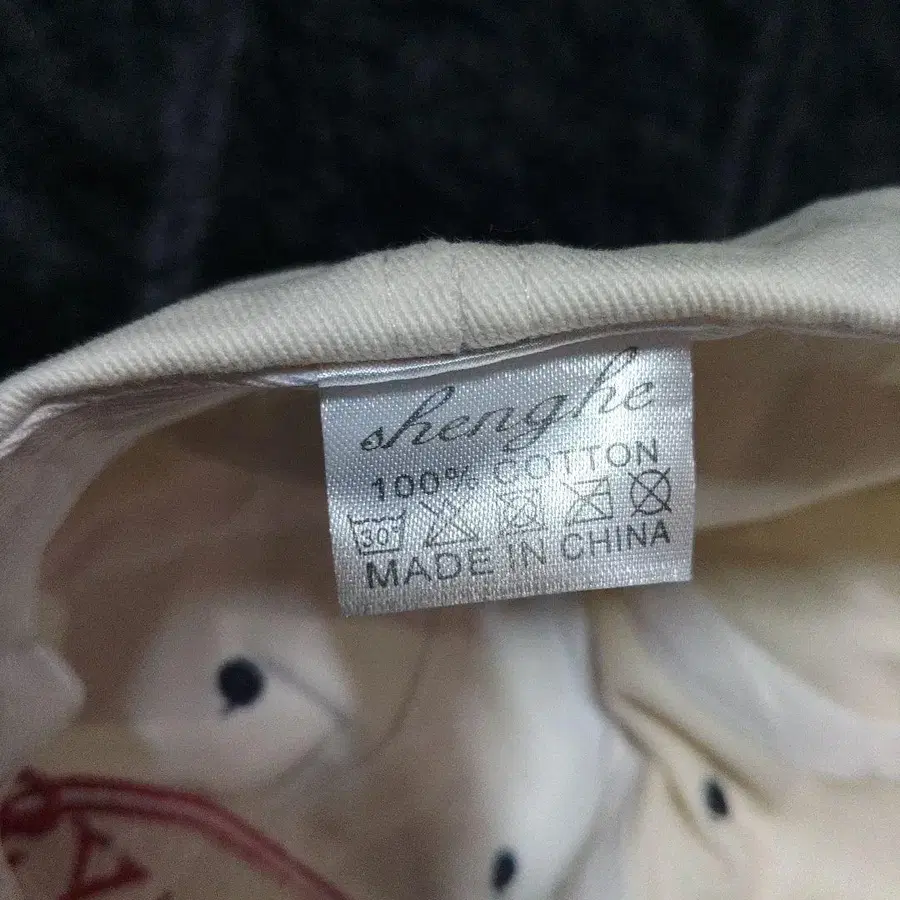 shenghe
100% COTTON
30
MADE IN CHINA
Y